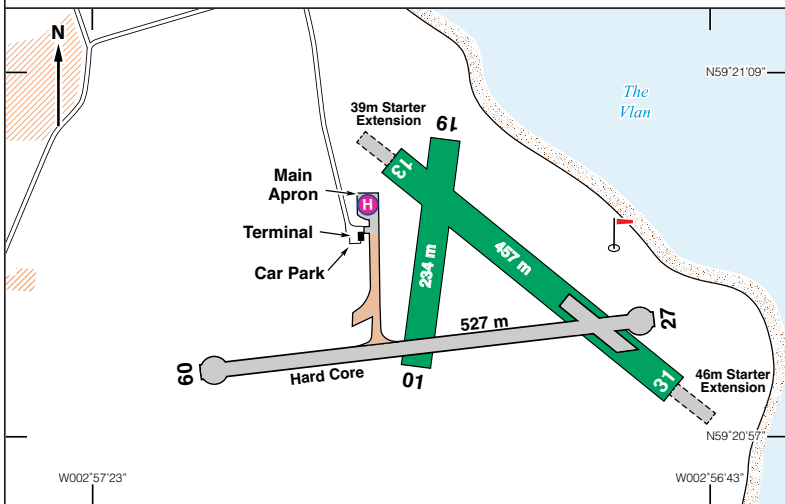 N
N59°21'09"
The
Vlan
39m Starter
Extension
19
13
Main
Apron
H
Terminal
Car Park
234 m
457 m
527 m
27
09
Hard Core
01
31
46m Starter
Extension
N59°20'57"
W002°57'23"
W002°56'43"